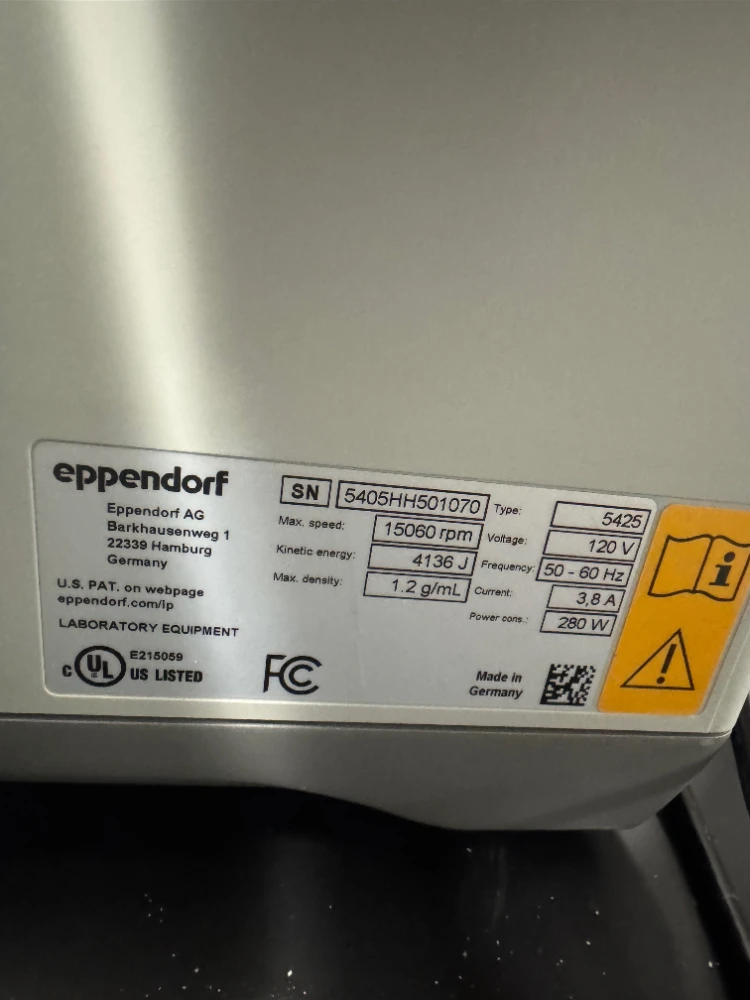 eppendorf
Eppendorf AG
Barkhausenweg 1
22339 Hamburg
Germany
U.S. PAT. on webpage
eppendorf.com/ip
LABORATORY EQUIPMENT
c UL E215059
US LISTED
FC
SN 5405HH501070
Max. speed: 15060 rpm
Kinetic energy: 4136 J
Max. density: 1.2 g/mL
Type: 5425
Voltage: 120 V
Frequency: 50 - 60 Hz
Current: 3,8 A
Power cons.: 280 W
Made in
Germany
i
!